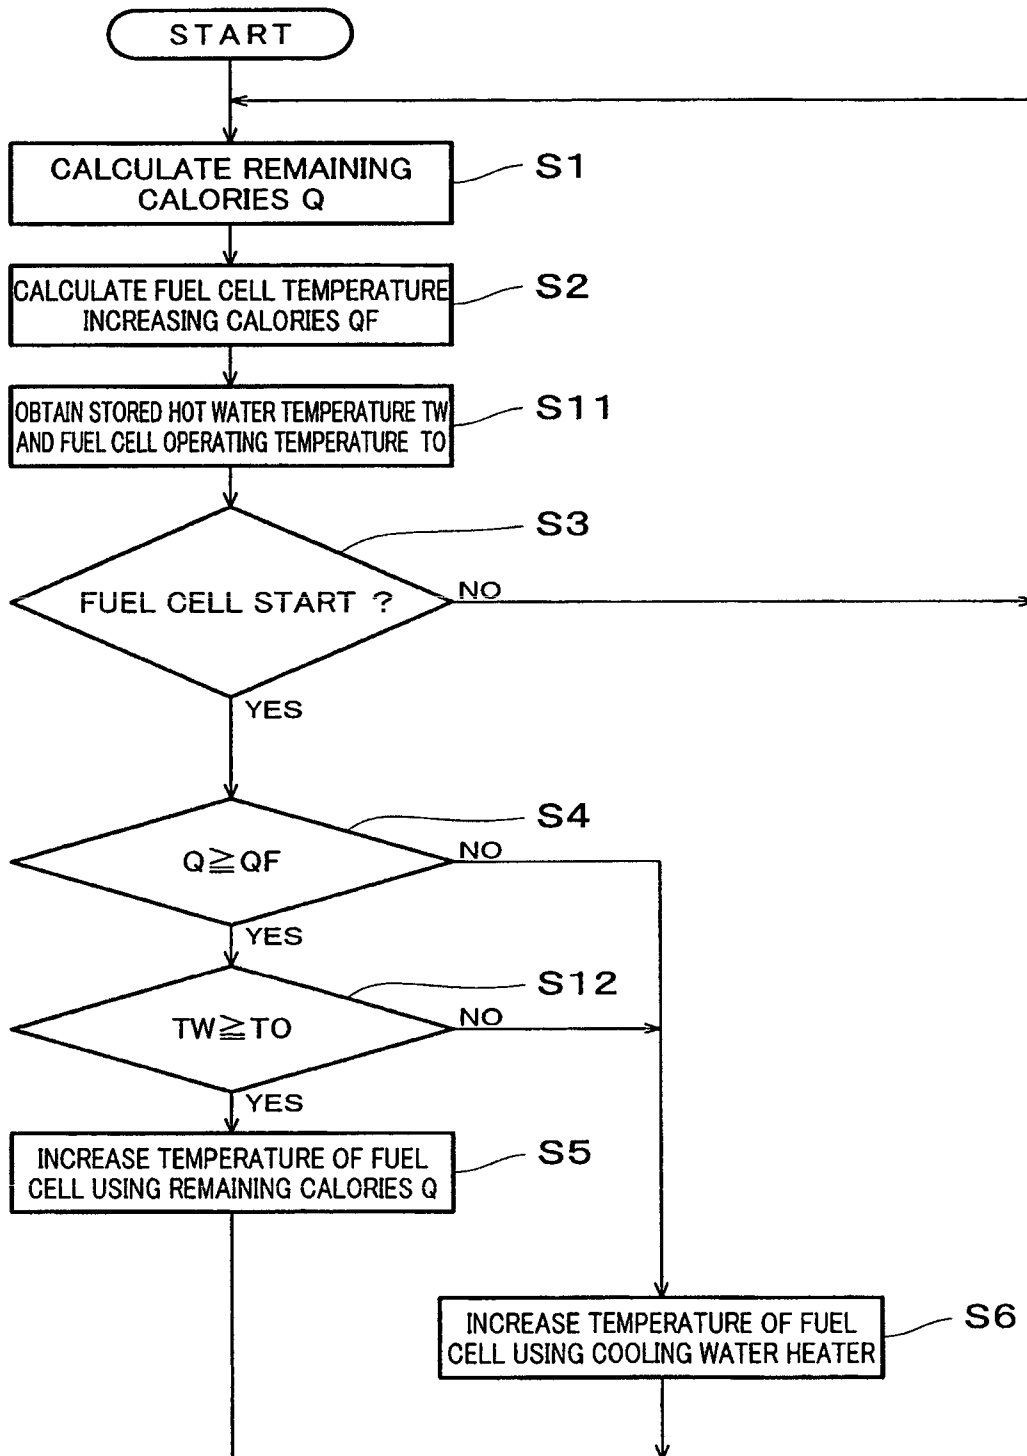 START
CALCULATE REMAINING
CALORIES Q
S1
CALCULATE FUEL CELL TEMPERATURE
INCREASING CALORIES QF
S2
OBTAIN STORED HOT WATER TEMPERATURE TW
AND FUEL CELL OPERATING TEMPERATURE TO
S11
S3
FUEL CELL START ?
NO
YES
S4
Q≧QF
NO
YES
S12
TW≧TO
NO
YES
INCREASE TEMPERATURE OF FUEL
CELL USING REMAINING CALORIES Q
S5
INCREASE TEMPERATURE OF FUEL
CELL USING COOLING WATER HEATER
S6